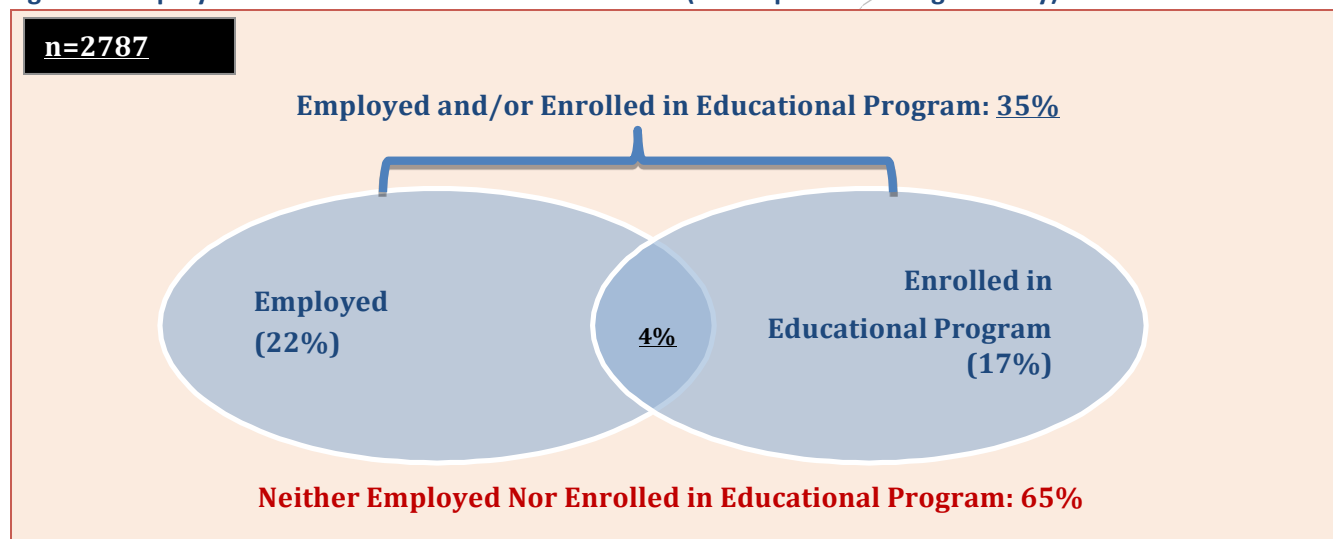 n=2787
Employed and/or Enrolled in Educational Program: 35%
Employed
(22%)
4%
Enrolled in
Educational Program
(17%)
Neither Employed Nor Enrolled in Educational Program: 65%